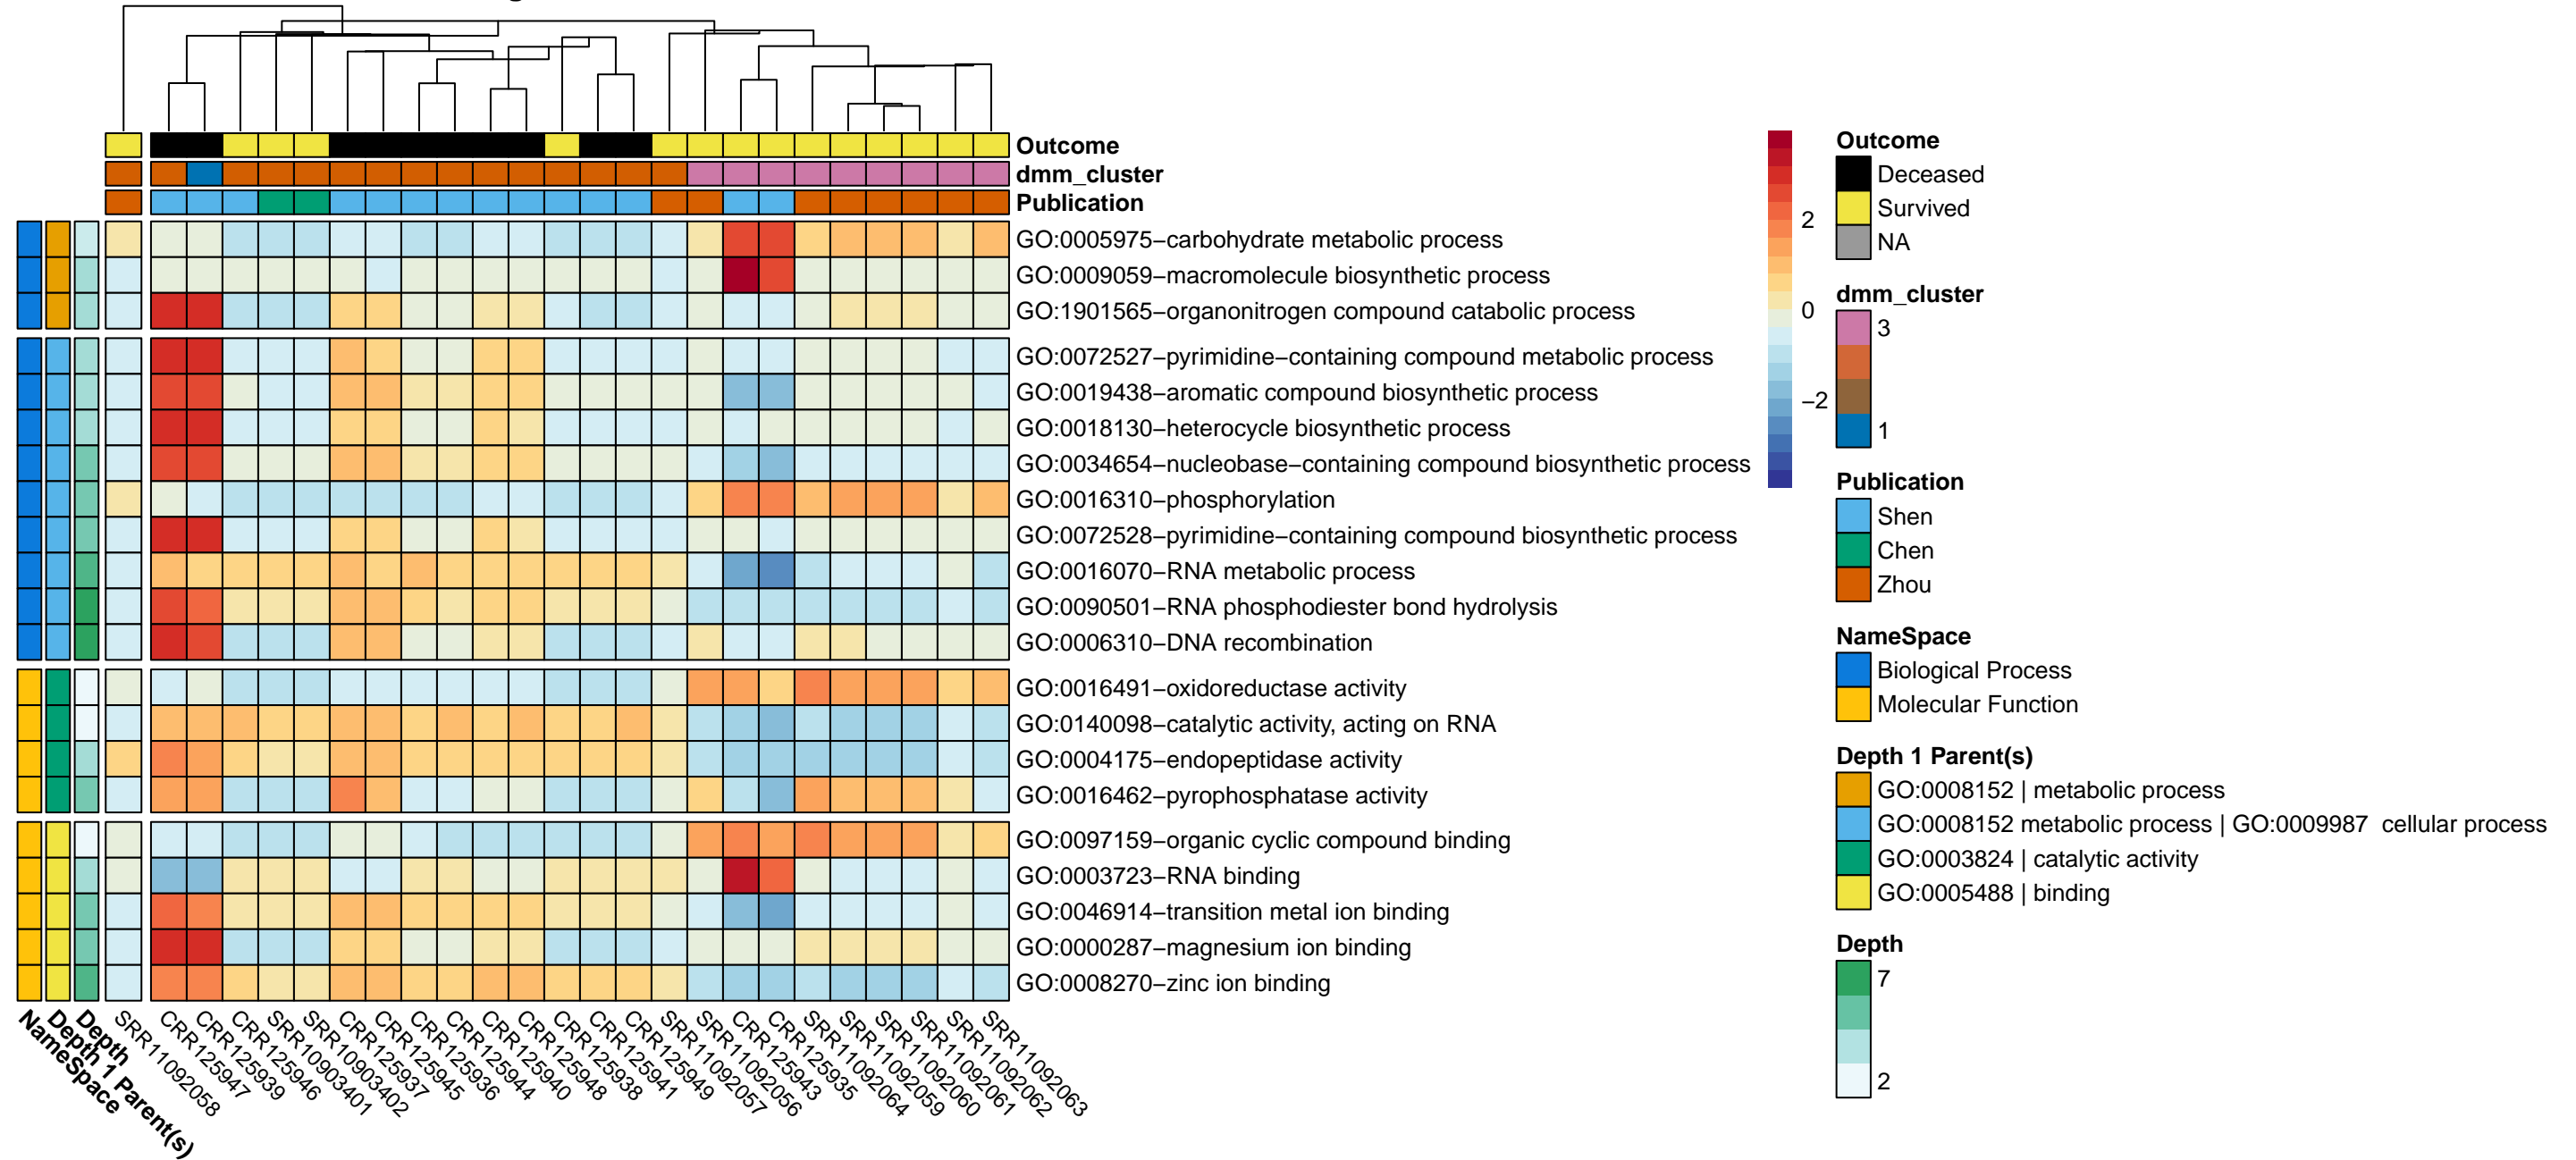 Outcome
dmm_cluster
Publication
GO:0005975−carbohydrate metabolic process
GO:0009059−macromolecule biosynthetic process
GO:1901565−organonitrogen compound catabolic process
GO:0072527−pyrimidine−containing compound metabolic process
GO:0019438−aromatic compound biosynthetic process
GO:0018130−heterocycle biosynthetic process
GO:0034654−nucleobase−containing compound biosynthetic process
GO:0016310−phosphorylation
GO:0072528−pyrimidine−containing compound biosynthetic process
GO:0016070−RNA metabolic process
GO:0090501−RNA phosphodiester bond hydrolysis
GO:0006310−DNA recombination
GO:0016491−oxidoreductase activity
GO:0140098−catalytic activity, acting on RNA
GO:0004175−endopeptidase activity
GO:0016462−pyrophosphatase activity
GO:0097159−organic cyclic compound binding
GO:0003723−RNA binding
GO:0046914−transition metal ion binding
GO:0000287−magnesium ion binding
GO:0008270−zinc ion binding
NameSpace
Depth 1 Parent(s)
Depth
SRR11092058
CRR125947
CRR125939
CRR125946
SRR10903401
SRR10903402
CRR125937
CRR125945
CRR125936
CRR125944
CRR125940
CRR125948
CRR125938
CRR125941
CRR125949
SRR11092057
SRR11092056
CRR125943
CRR125935
SRR11092064
SRR11092059
SRR11092060
SRR11092061
SRR11092062
SRR11092063
2
0
−2
Outcome
Deceased
Survived
NA
dmm_cluster
3
1
Publication
Shen
Chen
Zhou
NameSpace
Biological Process
Molecular Function
Depth 1 Parent(s)
GO:0008152 | metabolic process
GO:0008152 metabolic process | GO:0009987  cellular process
GO:0003824 | catalytic activity
GO:0005488 | binding
Depth
7
2